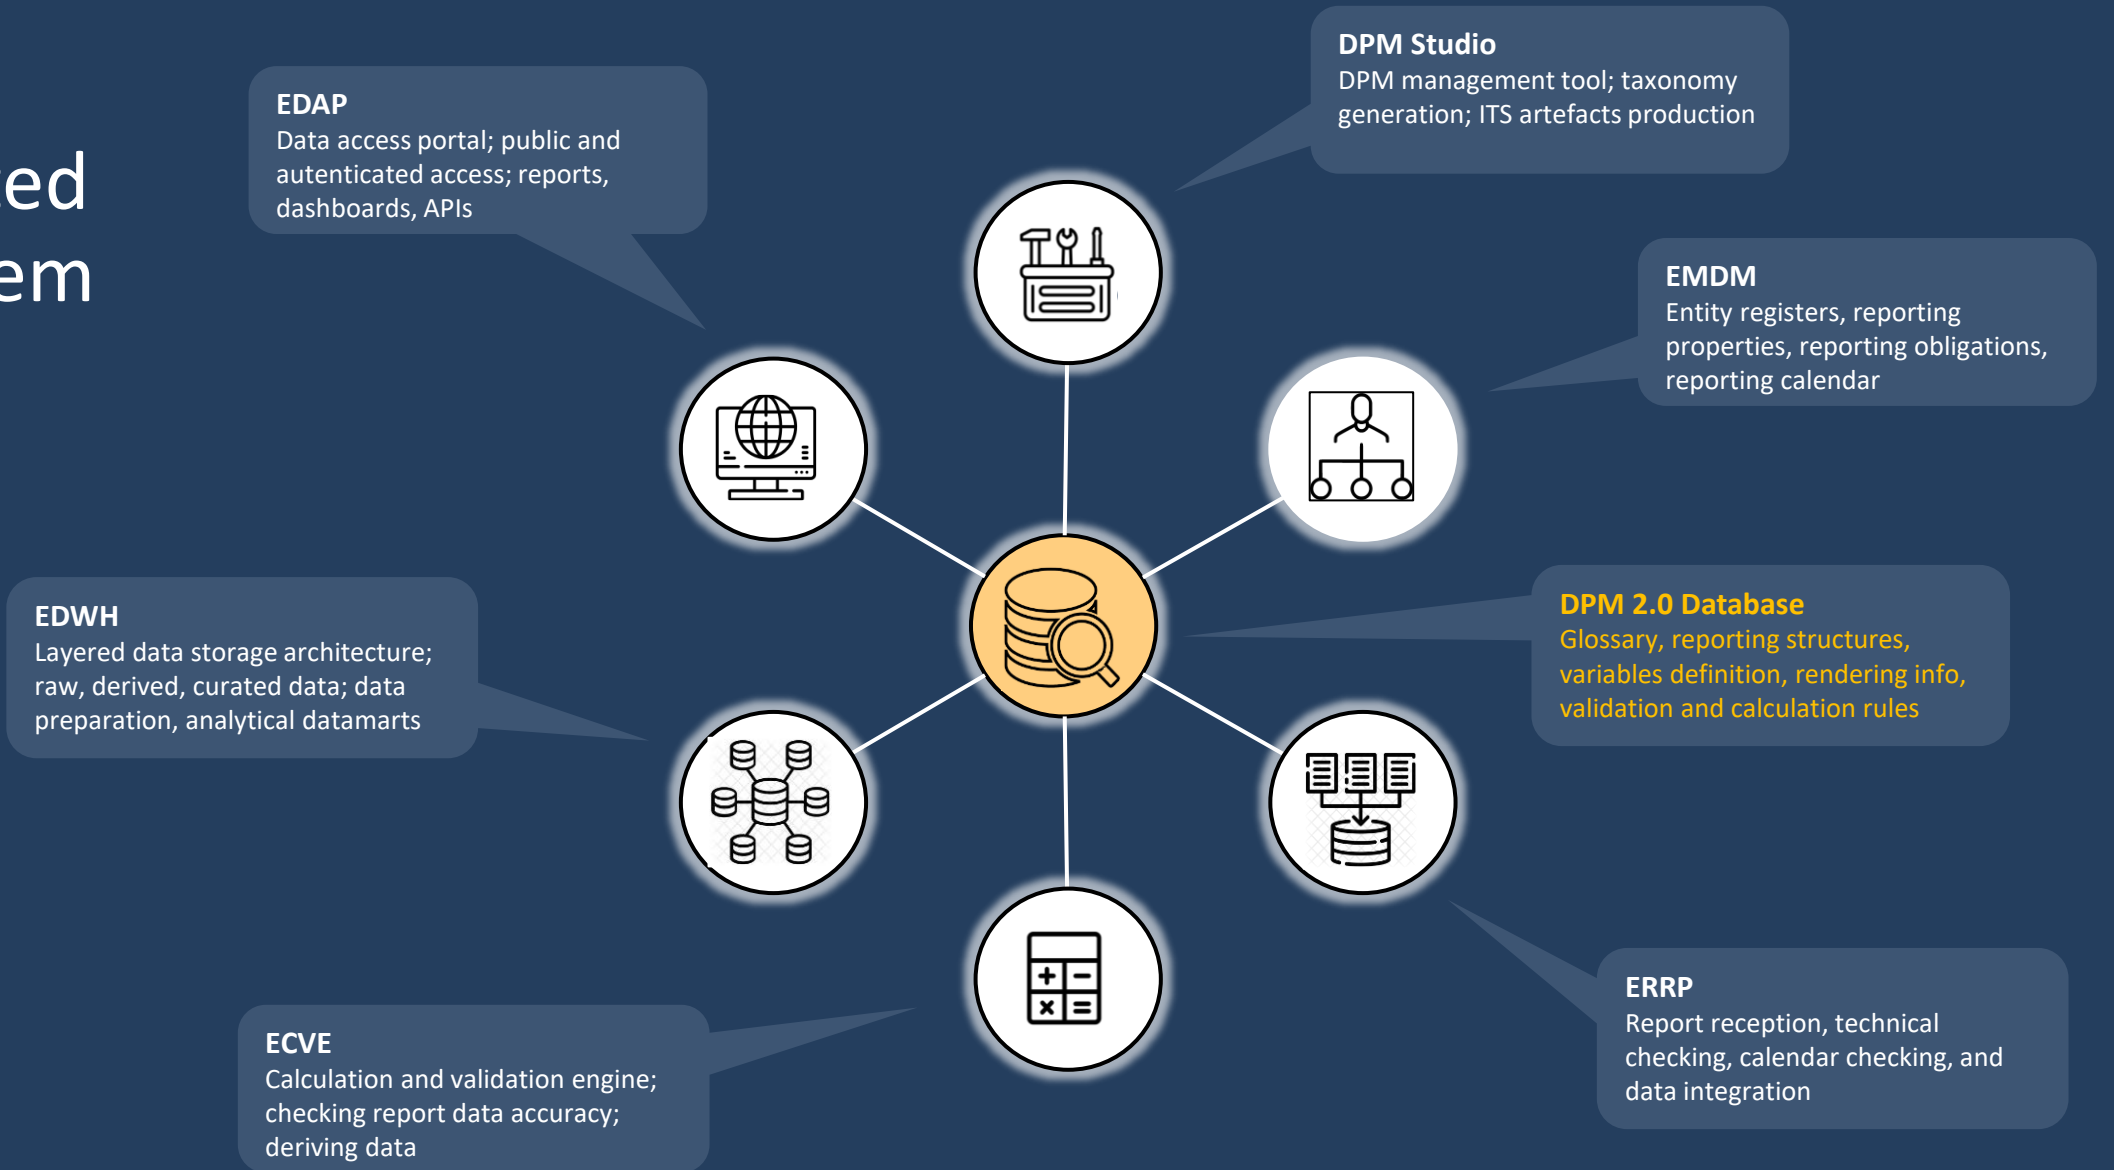 DPM Studio
DPM management tool; taxonomy
generation; ITS artefacts production
EDAP
Data access portal; public and
autenticated access; reports,
dashboards, APIs
EMDM
Entity registers, reporting
properties, reporting obligations,
reporting calendar
EDWH
Layered data storage architecture;
raw, derived, curated data; data
preparation, analytical datamarts
DPM 2.0 Database
Glossary, reporting structures,
variables definition, rendering info,
validation and calculation rules
ERRP
Report reception, technical
checking, calendar checking, and
data integration
ECVE
Calculation and validation engine;
checking report data accuracy;
deriving data